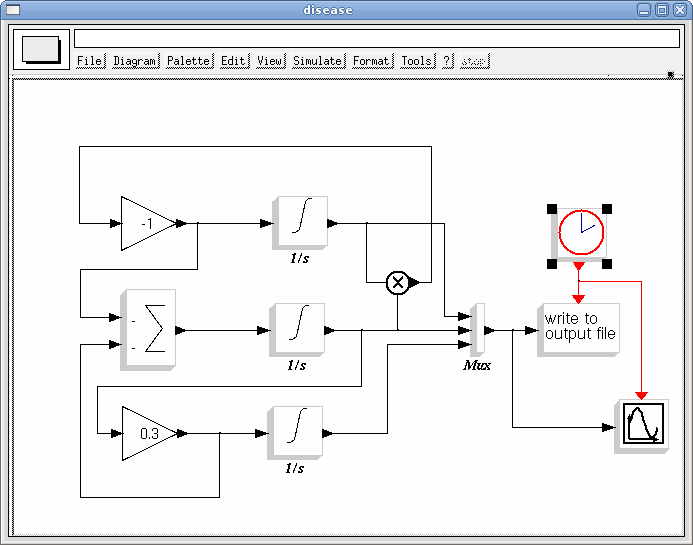 disease
File Diagram Palette Edit View Simulate Format Tools ? stop
-1
1/s
-
-
1/s
Mux
write to
output file
0.3
1/s